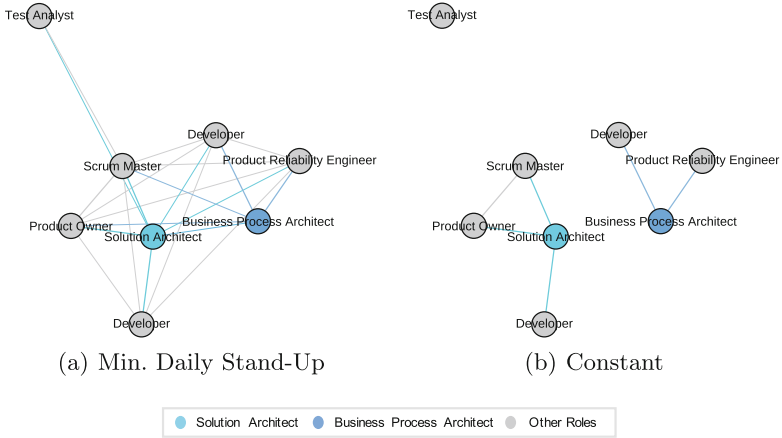 Test Analyst
Test Analyst
Developer
Developer
Scrum Master
Product Reliability Engineer
Scrum Master
Product Reliability Engineer
Product Owner
Business Process Architect
Solution Architect
Product Owner
Business Process Architect
Solution Architect
Developer
Developer
(a) Min. Daily Stand-Up
(b) Constant
Solution Architect
Business Process Architect
Other Roles